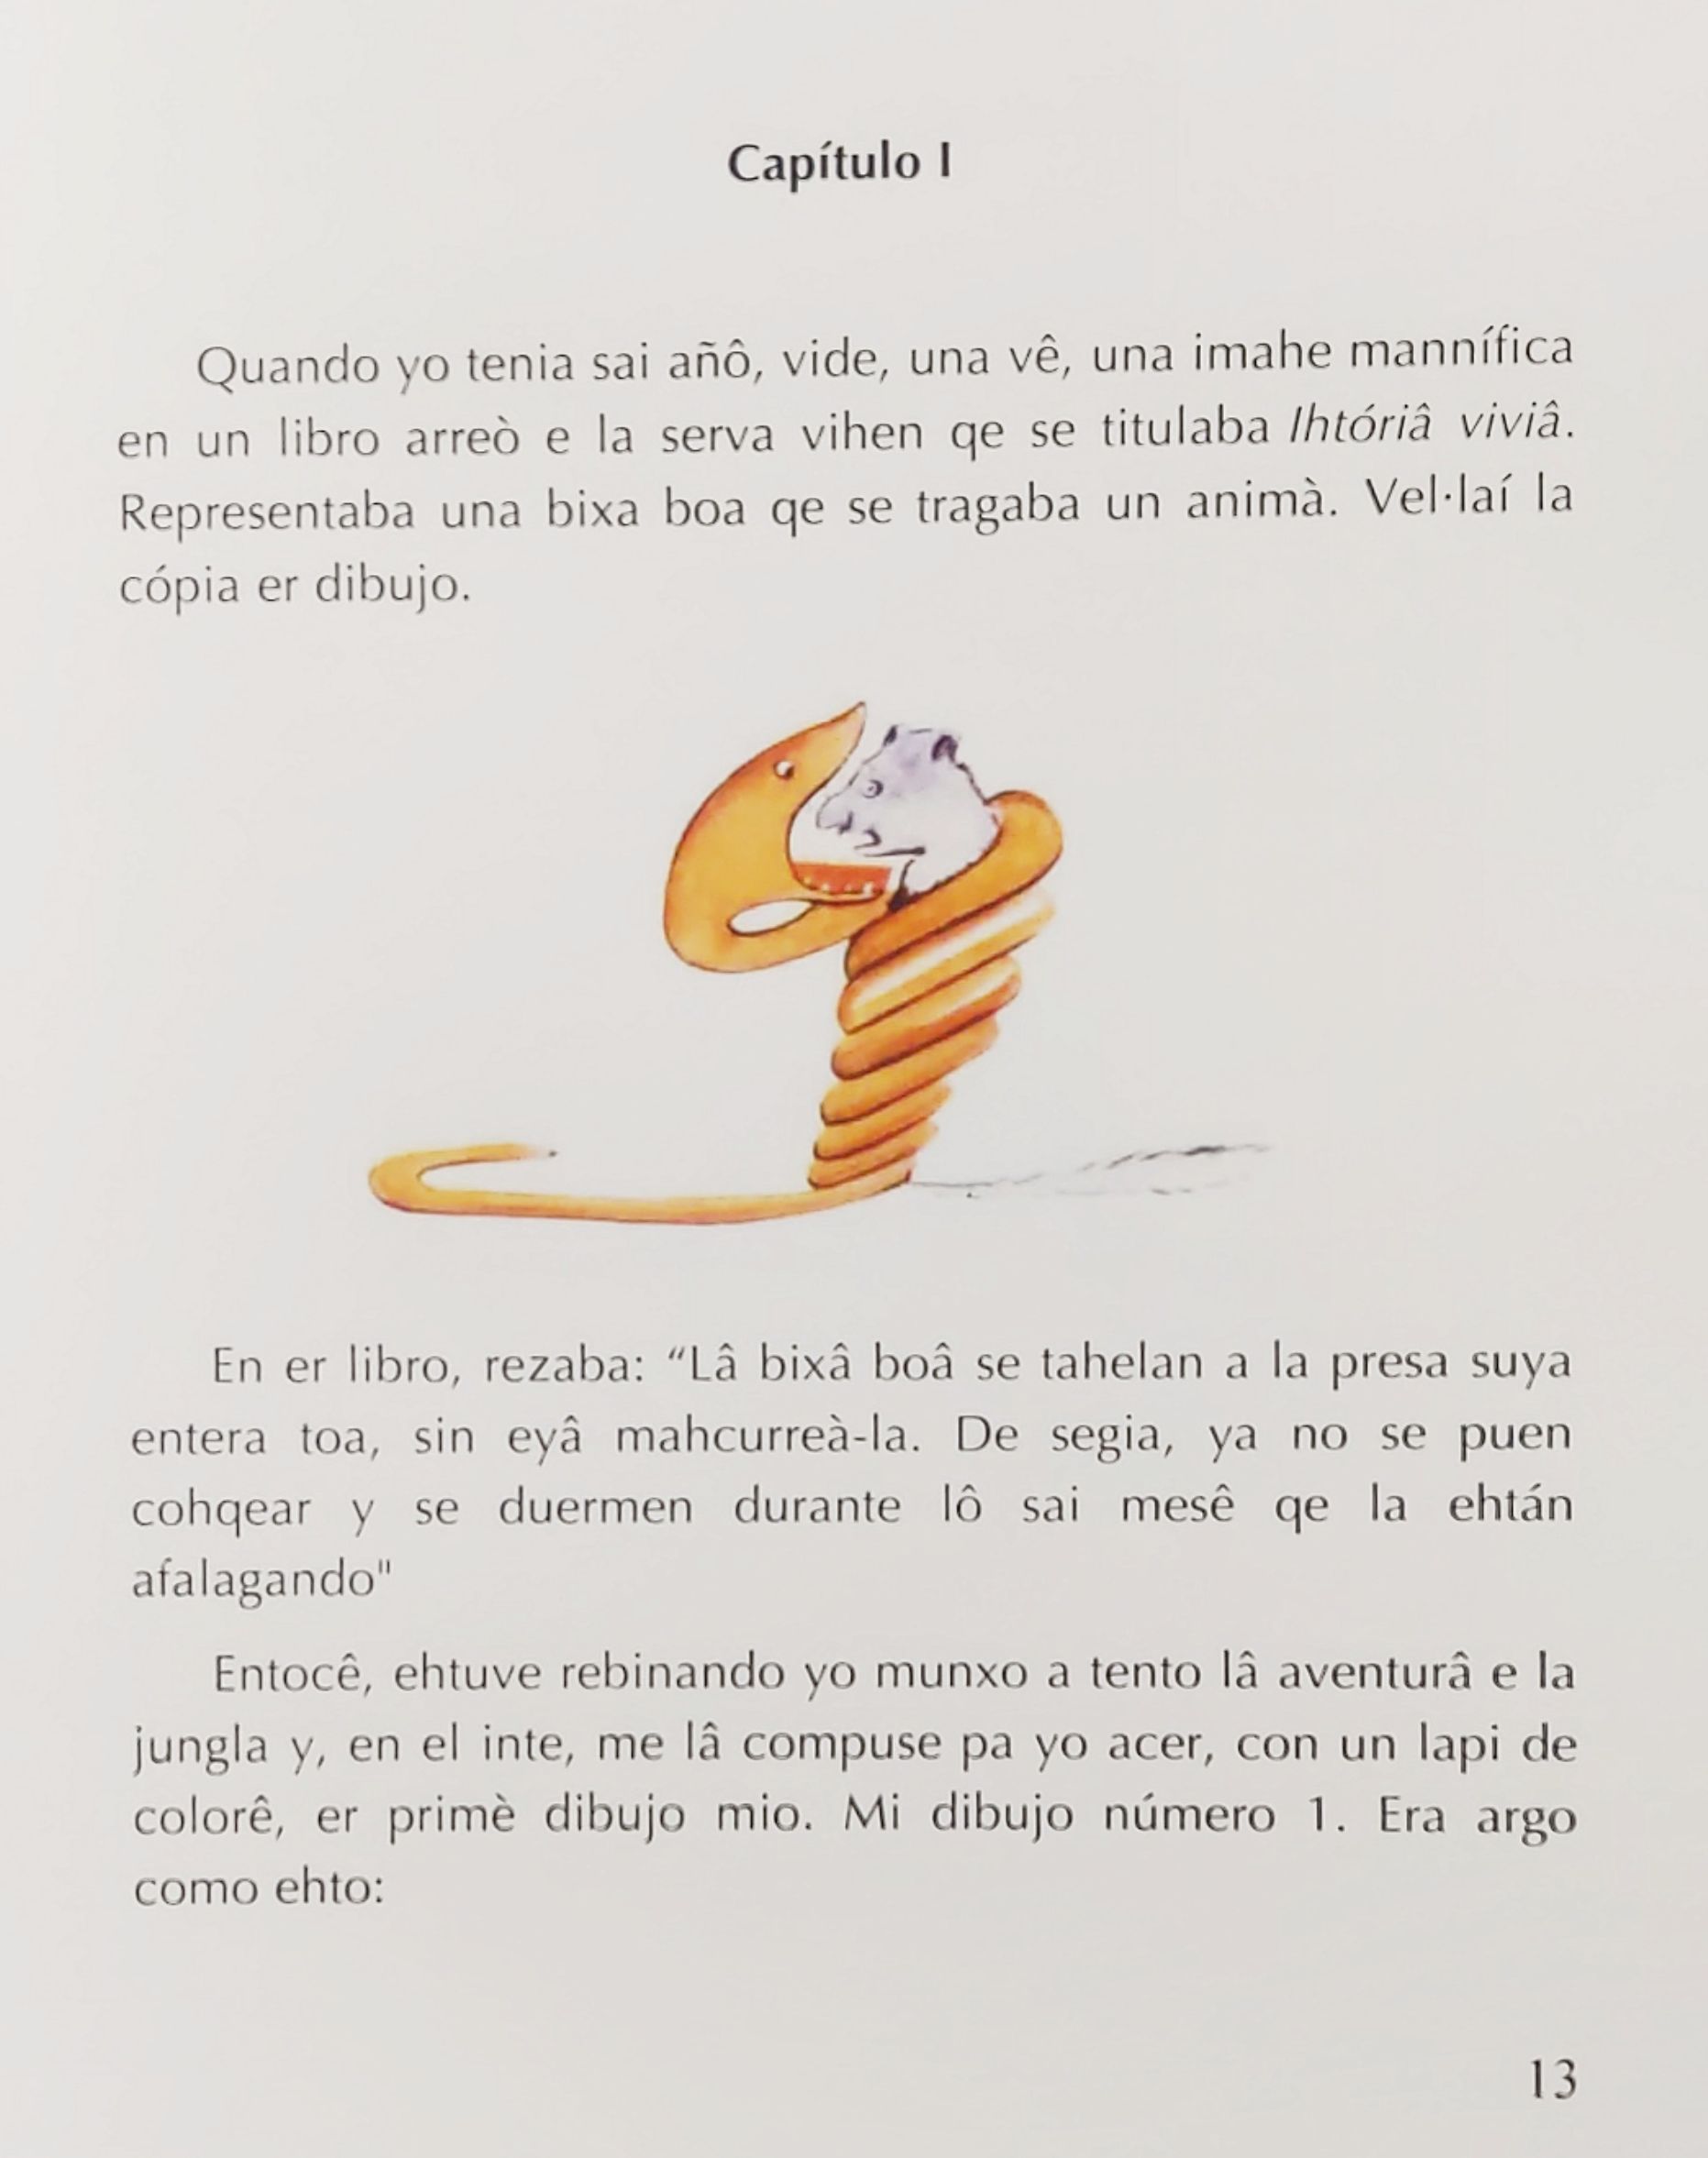 Capítulo I
Quando yo tenia sai añô, vide, una vê, una imahe mannífica
en un libro arreò e la serva vihen qe se titulaba Ihtóriâ viviâ.
Representaba una bixa boa qe se tragaba un animà. Vel·laí la
cópia er dibujo.
En er libro, rezaba: “Lâ bixâ boâ se tahelan a la presa suya
entera toa, sin eyâ mahcurreà-la. De segia, ya no se puen
cohqear y se duermen durante lô sai mesê qe la ehtán
afalagando"
Entocê, ehtuve rebinando yo munxo a tento lâ aventurâ e la
jungla y, en el inte, me lâ compuse pa yo acer, con un lapi de
colorê, er primè dibujo mio. Mi dibujo número 1. Era argo
como ehto:
13